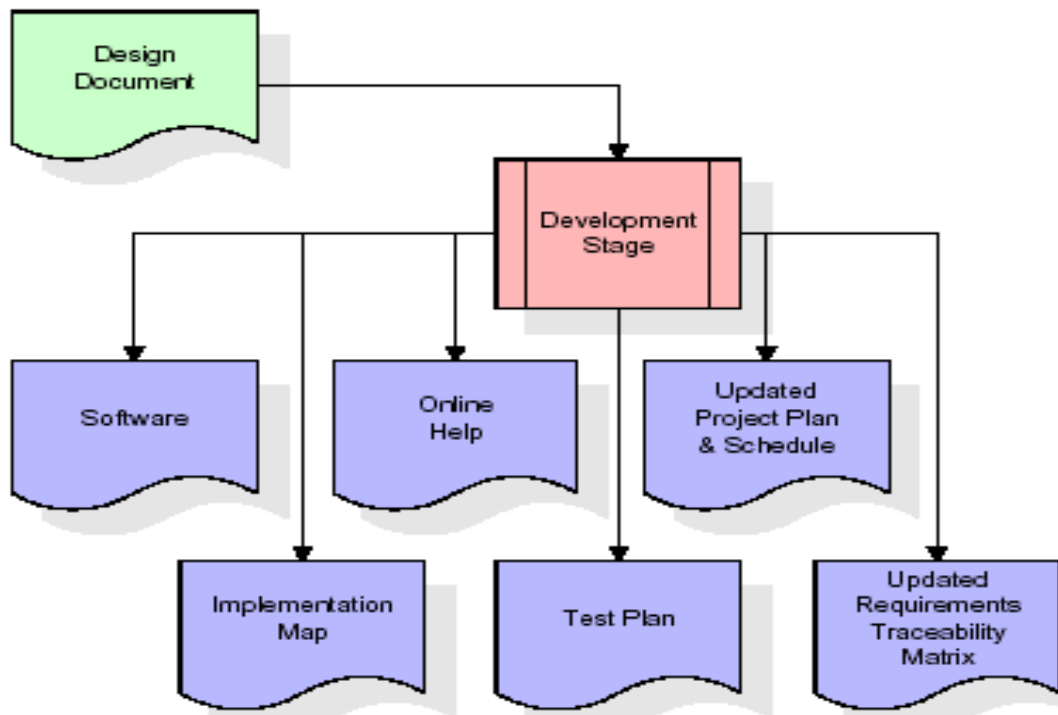 Design
Document
Development
Stage
Software
Online
Help
Updated
Project Plan
& Schedule
Implementation
Map
Test Plan
Updated
Requirements
Traceability
Matrix